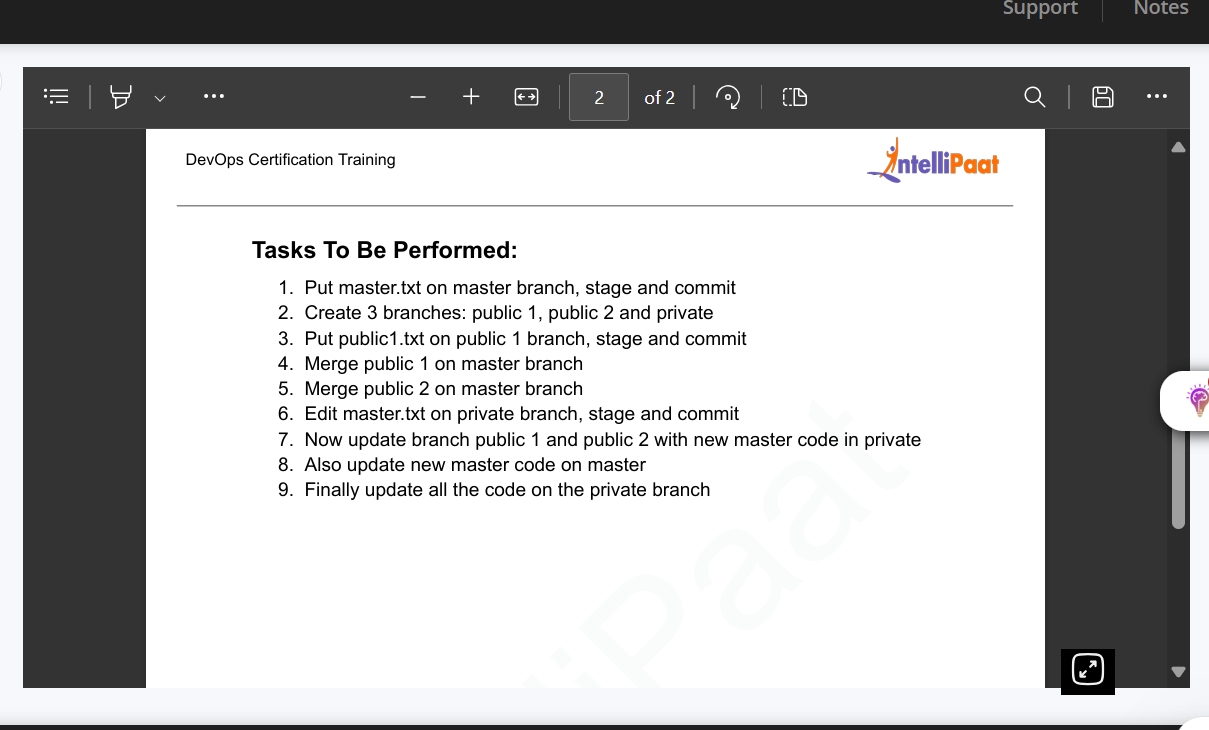 Support
Notes
2 of 2
DevOps Certification Training
IntelliPaat
Tasks To Be Performed:
1. Put master.txt on master branch, stage and commit
2. Create 3 branches: public 1, public 2 and private
3. Put public1.txt on public 1 branch, stage and commit
4. Merge public 1 on master branch
5. Merge public 2 on master branch
6. Edit master.txt on private branch, stage and commit
7. Now update branch public 1 and public 2 with new master code in private
8. Also update new master code on master
9. Finally update all the code on the private branch
liPaat